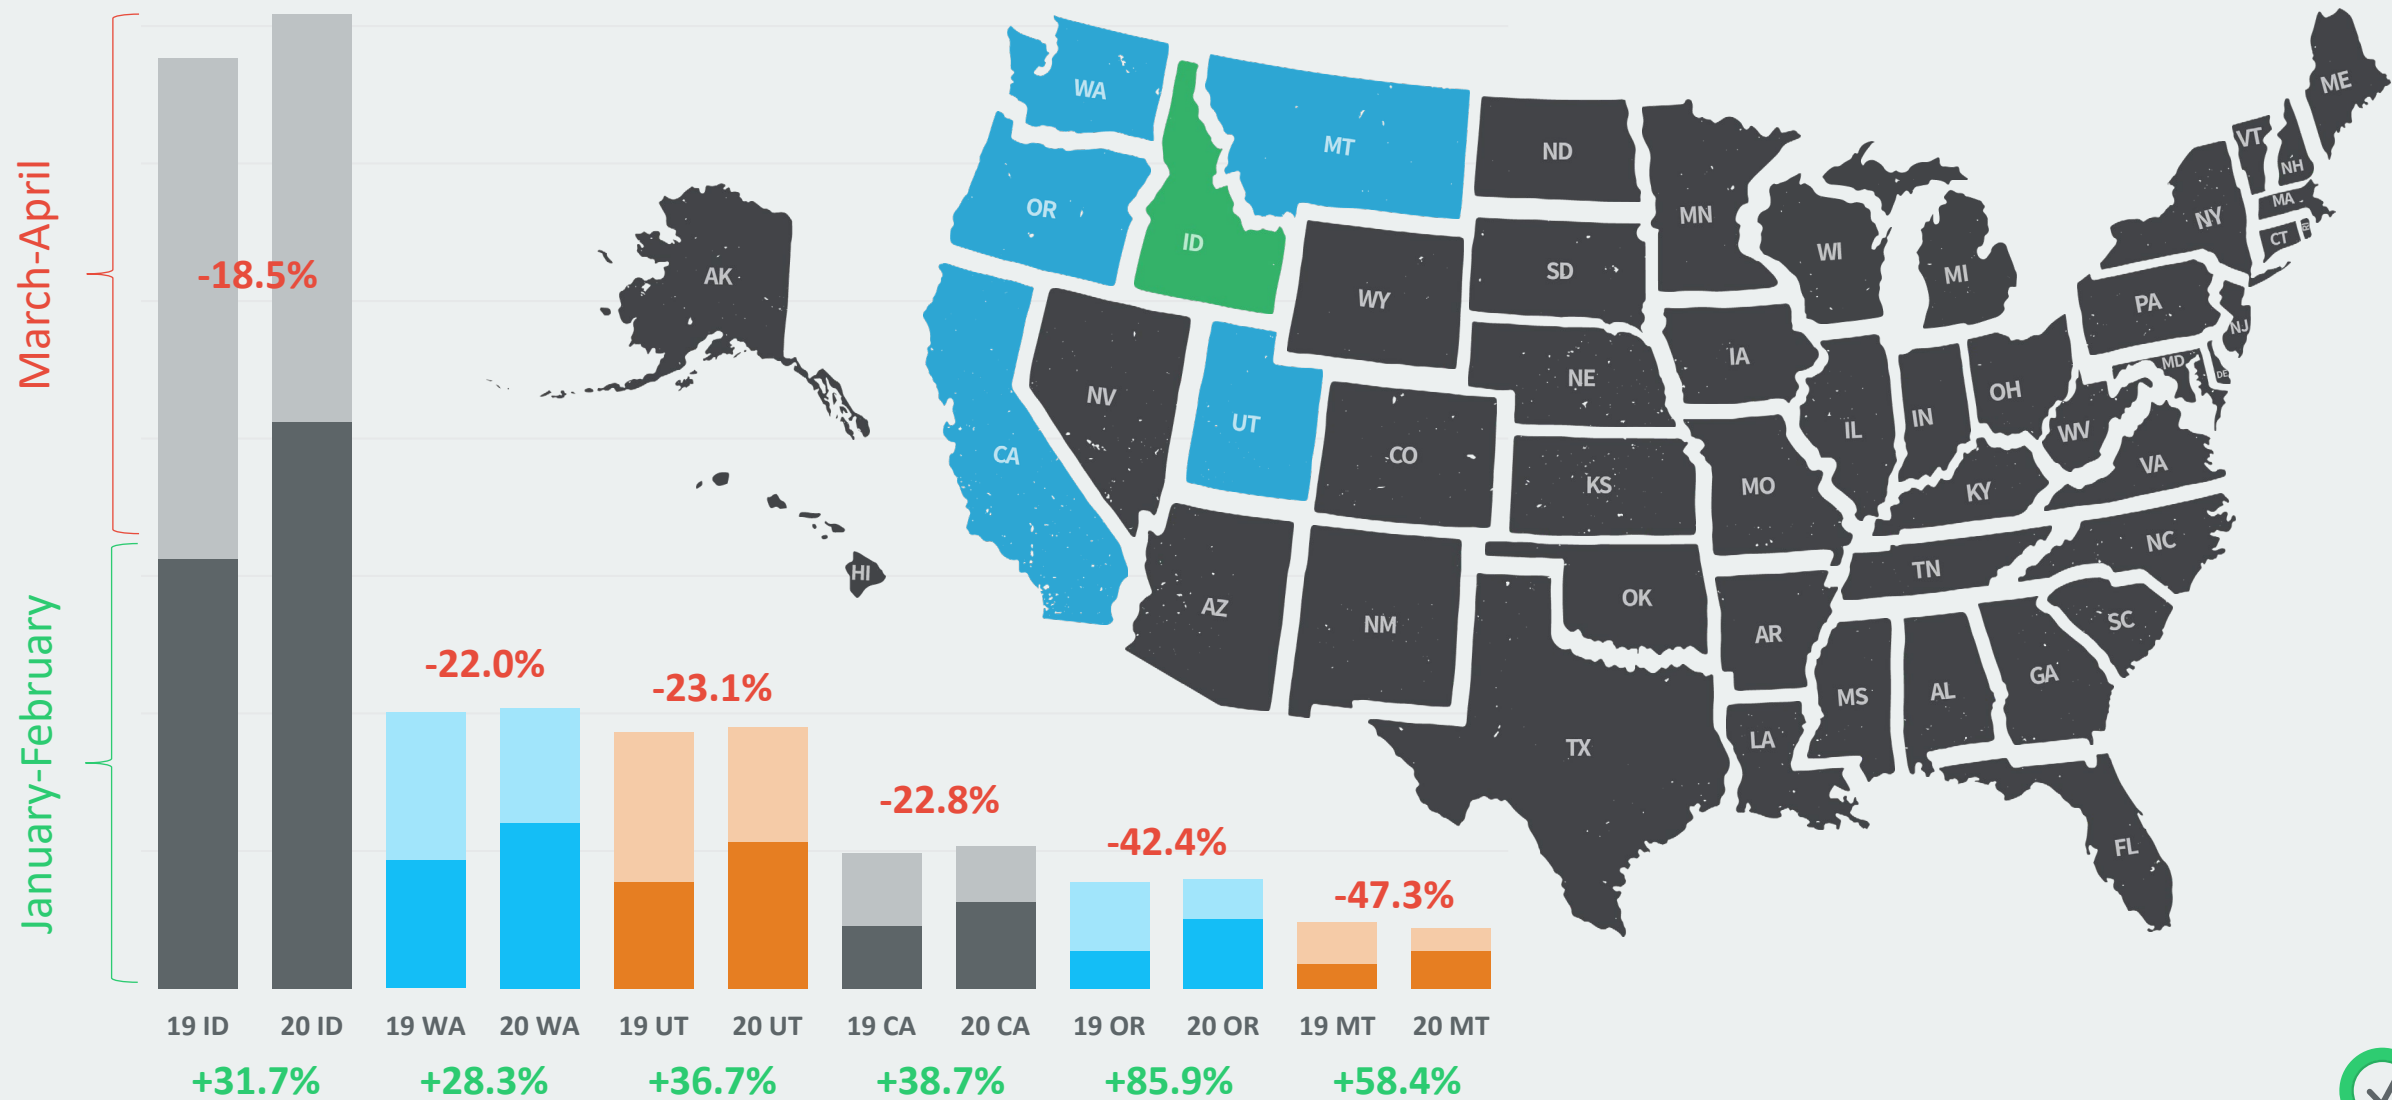 March-April
January-February
-18.5%
-22.0%
-23.1%
-22.8%
-42.4%
-47.3%
19 ID
20 ID
19 WA
20 WA
19 UT
20 UT
19 CA
20 CA
19 OR
20 OR
19 MT
20 MT
+31.7%
+28.3%
+36.7%
+38.7%
+85.9%
+58.4%
WA
MT
ND
ME
VT
NH
OR
ID
MN
MA
NY
CT
SD
WI
MI
AK
WY
PA
NJ
IA
NE
MD
DE
NV
UT
OH
IN
IL
WV
CA
CO
KS
MO
KY
VA
NC
HI
AZ
NM
OK
AR
TN
SC
GA
AL
MS
LA
TX
FL